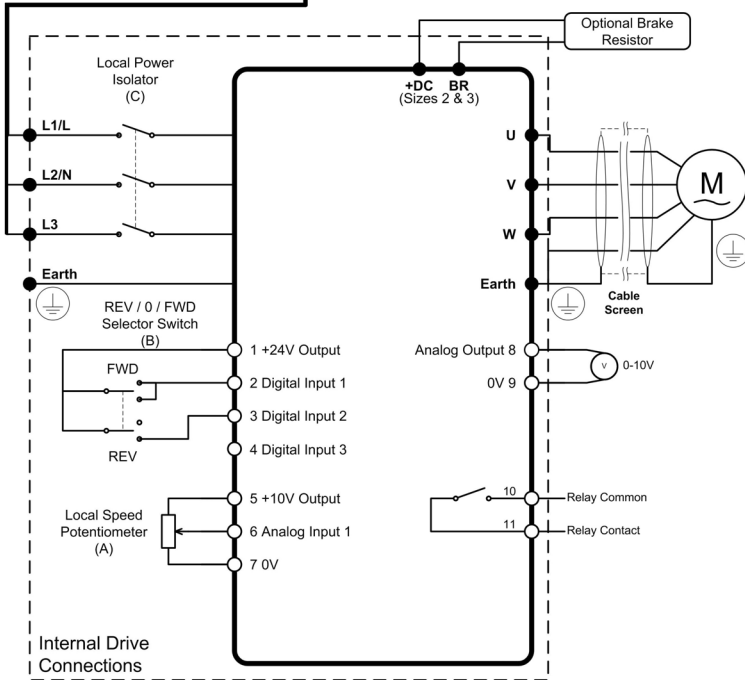 Optional Brake
Resistor
Local Power
Isolator
(C)
+DC BR
(Sizes 2 & 3)
L1/L
U
L2/N
V
M
L3
W
Earth
Earth
Cable
Screen
REV / 0 / FWD
Selector Switch
(B)
1 +24V Output
Analog Output 8
FWD
V
0-10V
2 Digital Input 1
0V 9
3 Digital Input 2
REV
4 Digital Input 3
5 +10V Output
10
Relay Common
Local Speed
Potentiometer
(A)
6 Analog Input 1
11
Relay Contact
7 0V
Internal Drive
Connections